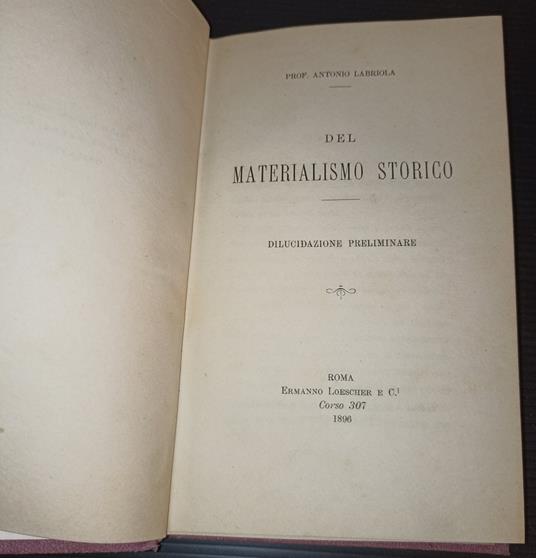 PROF. ANTONIO LABRIOLA
DEL
MATERIALISMO STORICO
DILUCIDAZIONE PRELIMINARE
ROMA
ERMANNO LOESCHER E C.i
Corso 307
1896